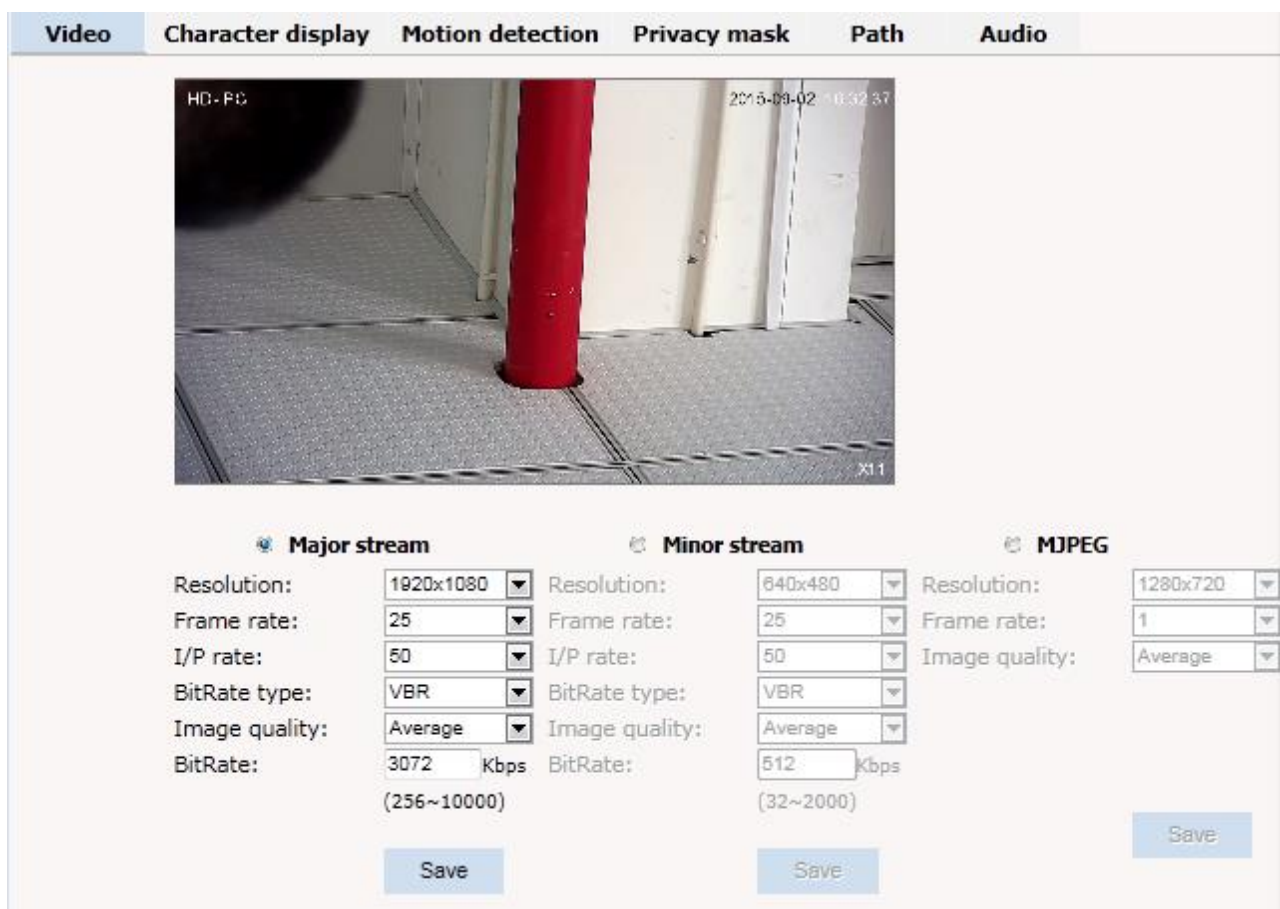 Video Character display Motion detection Privacy mask Path Audio
HD-PC 2015-09-02 10:32:37
X11
Major stream Minor stream MJPEG
Resolution: 1920x1080 Resolution: 640x480 Resolution: 1280x720
Frame rate: 25 Frame rate: 25 Frame rate: 1
I/P rate: 50 I/P rate: 50 Image quality: Average
BitRate type: VBR BitRate type: VBR
Image quality: Average Image quality: Average
BitRate: 3072 Kbps BitRate: 512 Kbps
(256~10000) (32~2000)
Save
Save Save